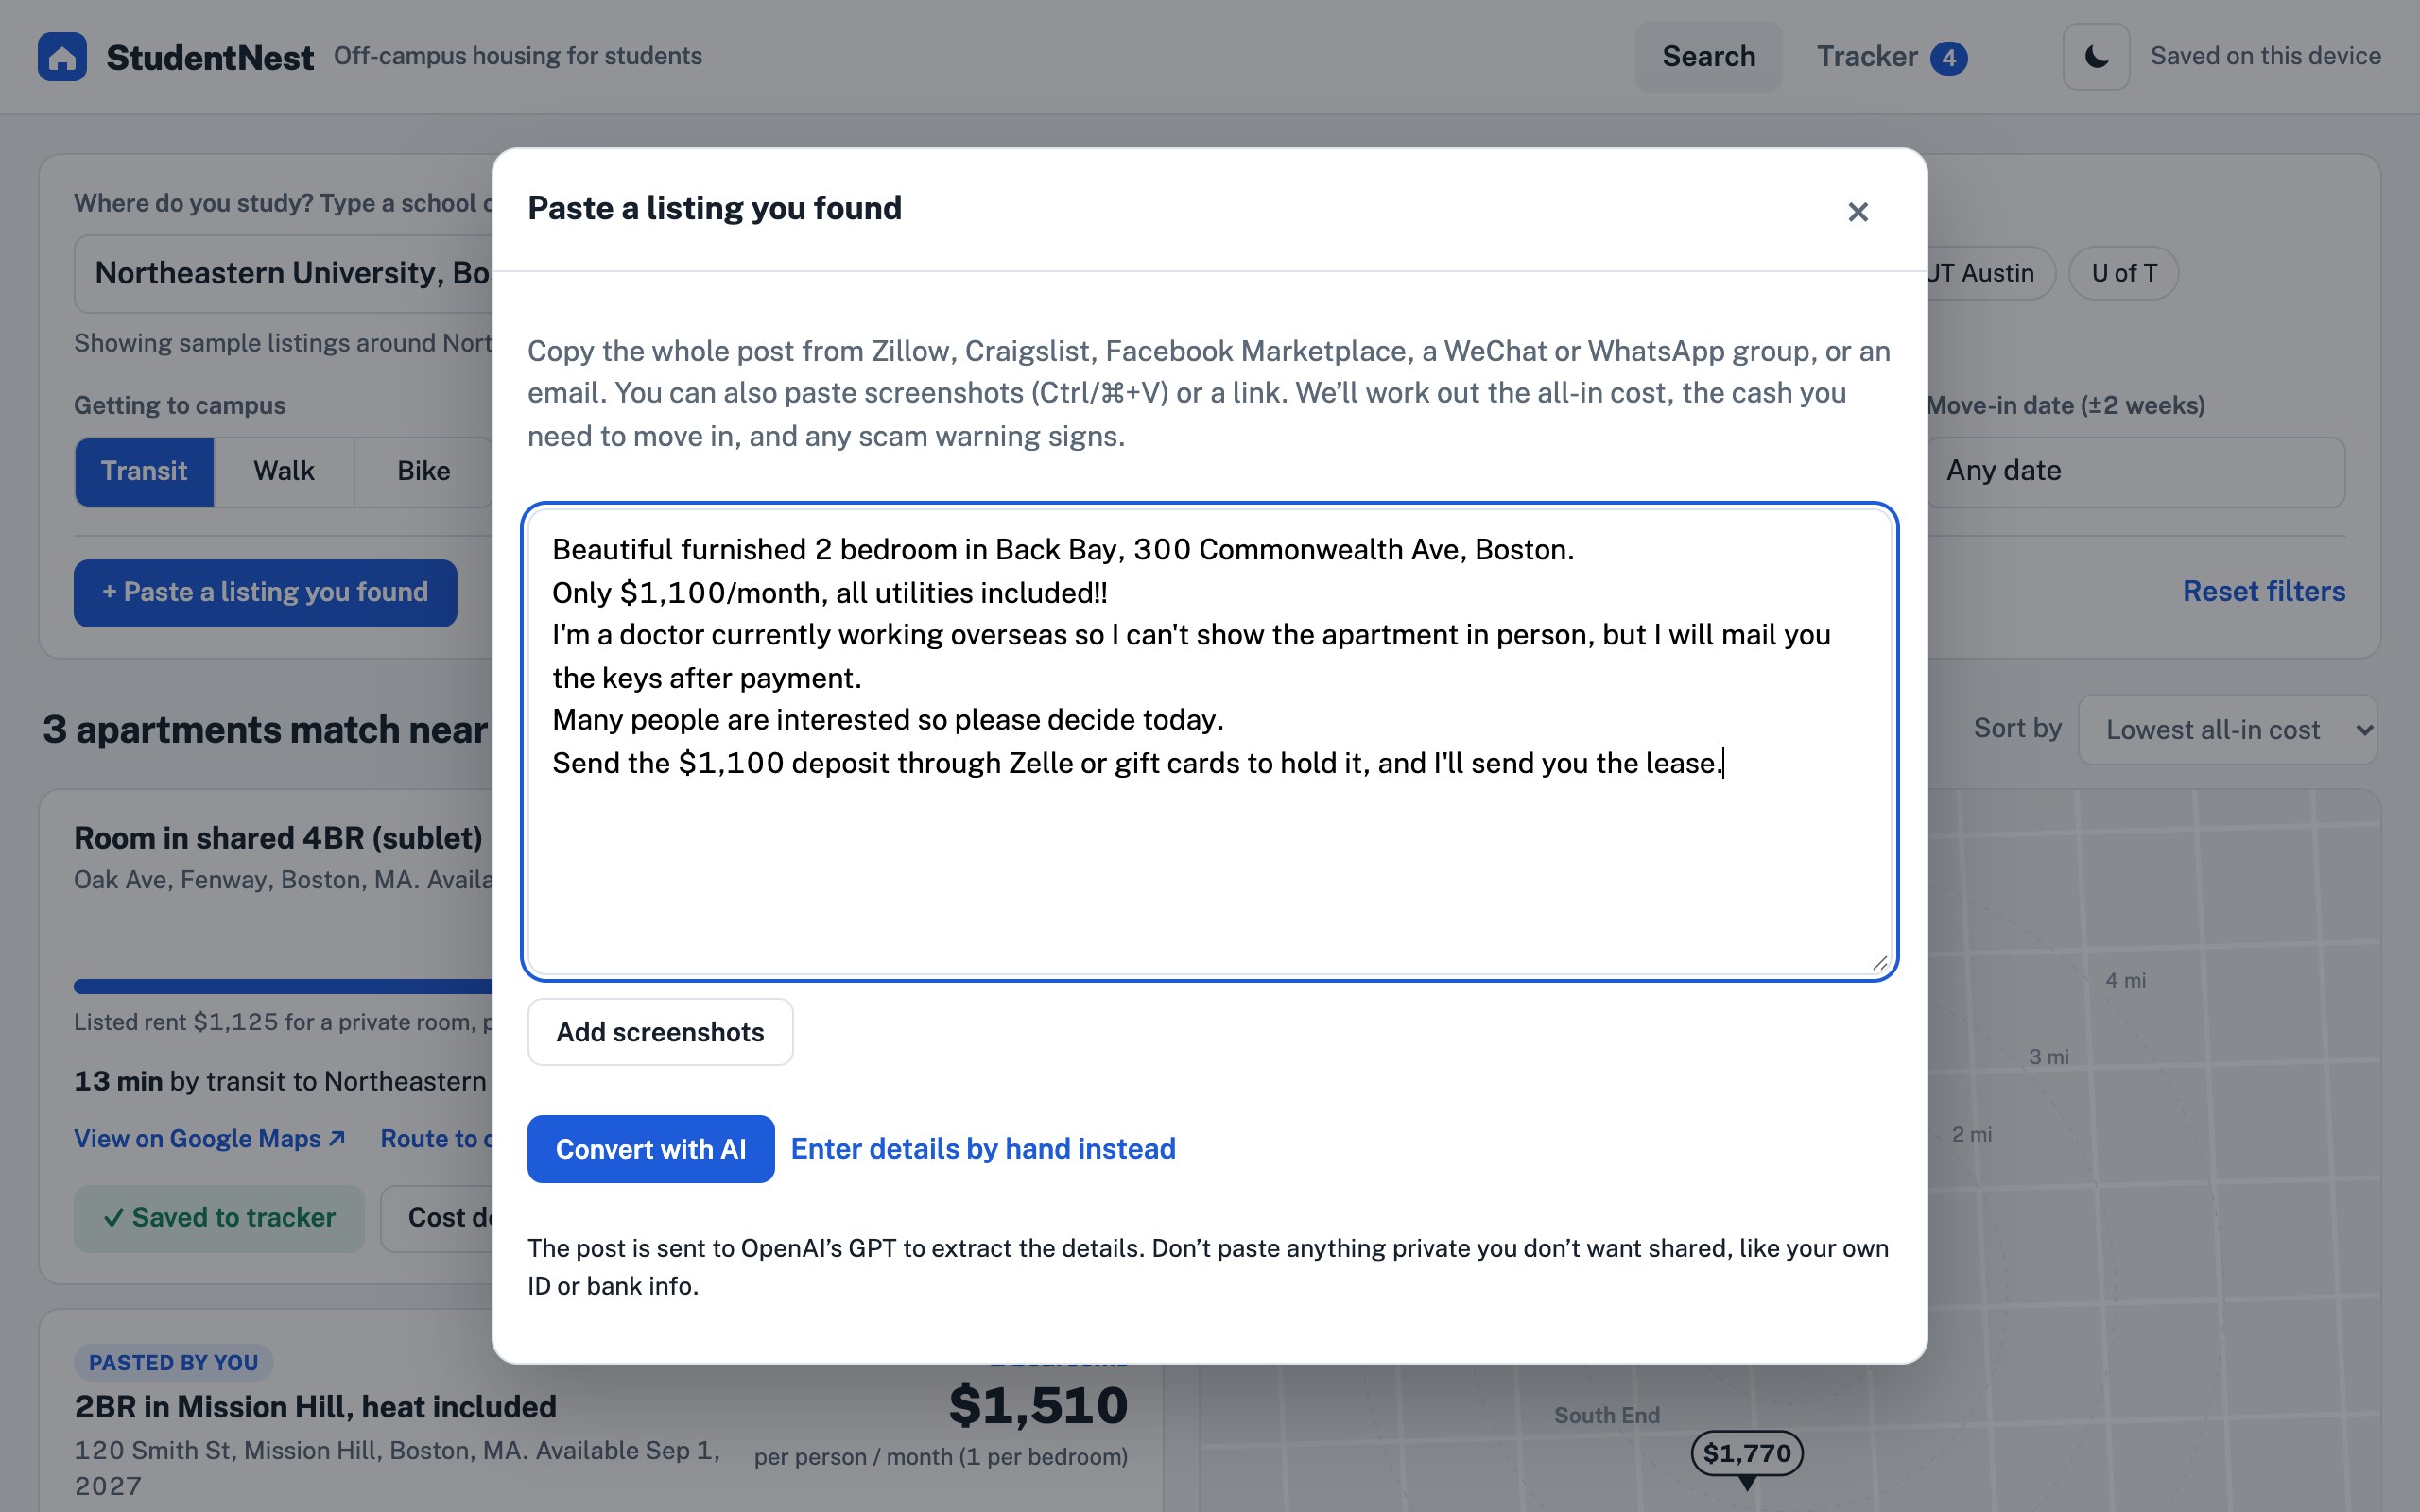 StudentNest Off-campus housing for students
Search
Tracker 4
Saved on this device
Where do you study? Type a school
Northeastern University, Bo
UT Austin
U of T
Showing sample listings around Nort
Getting to campus
Transit
Walk
Bike
Move-in date (±2 weeks)
Any date
+ Paste a listing you found
Reset filters
3 apartments match near
Sort by
Lowest all-in cost
Room in shared 4BR (sublet)
Oak Ave, Fenway, Boston, MA. Availa
Listed rent $1,125 for a private room, p
13 min by transit to Northeastern
View on Google Maps ↗
Route to c
✓ Saved to tracker
Cost de
PASTED BY YOU
2BR in Mission Hill, heat included
120 Smith St, Mission Hill, Boston, MA. Available Sep 1,
2027
$1,510
per person / month (1 per bedroom)
Paste a listing you found
×
Copy the whole post from Zillow, Craigslist, Facebook Marketplace, a WeChat or WhatsApp group, or an
email. You can also paste screenshots (Ctrl/⌘+V) or a link. We’ll work out the all-in cost, the cash you
need to move in, and any scam warning signs.
Beautiful furnished 2 bedroom in Back Bay, 300 Commonwealth Ave, Boston.
Only $1,100/month, all utilities included!!
I'm a doctor currently working overseas so I can't show the apartment in person, but I will mail you
the keys after payment.
Many people are interested so please decide today.
Send the $1,100 deposit through Zelle or gift cards to hold it, and I'll send you the lease.
Add screenshots
Convert with AI
Enter details by hand instead
The post is sent to OpenAI’s GPT to extract the details. Don’t paste anything private you don’t want shared, like your own
ID or bank info.
4 mi
3 mi
2 mi
South End
$1,770